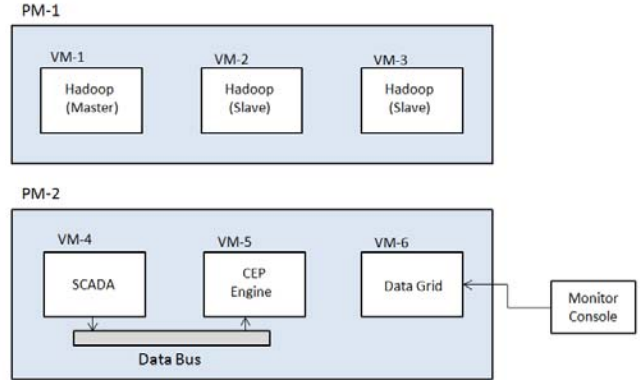 PM-1
VM-1
VM-2
VM-3
Hadoop
(Master)
Hadoop
(Slave)
Hadoop
(Slave)
PM-2
VM-4
VM-5
VM-6
SCADA
CEP
Engine
Data Grid
Monitor
Console
Data Bus